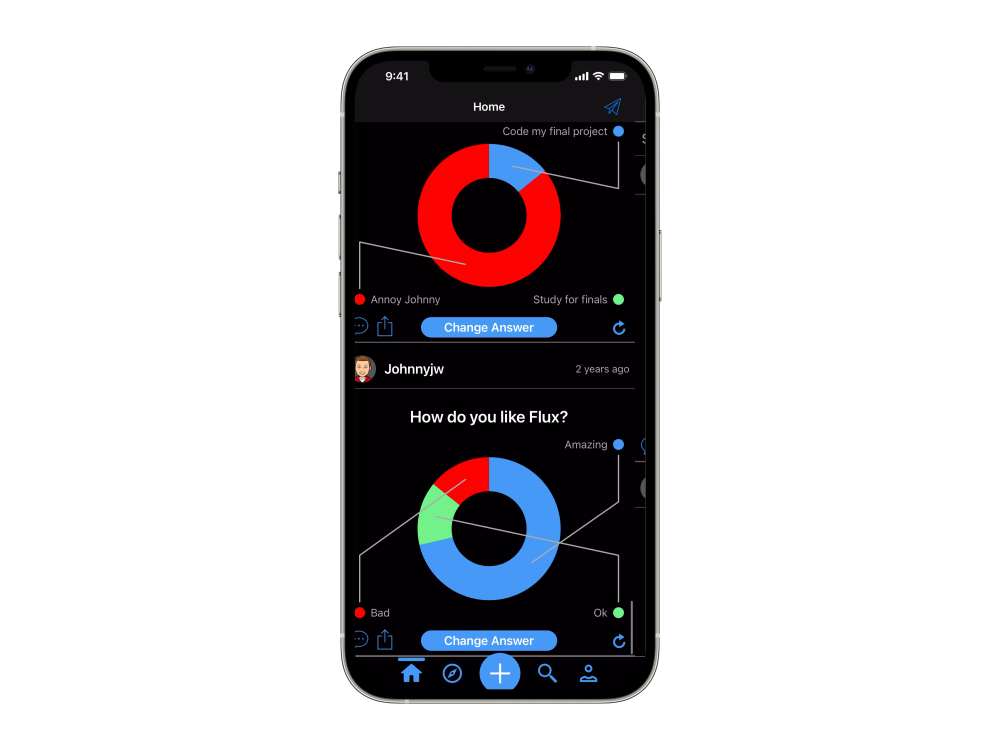 9:41
Home
Code my final project
Annoy Johnny
Study for finals
Change Answer
Johnnyjw
2 years ago
How do you like Flux?
Amazing
Bad
Ok
Change Answer